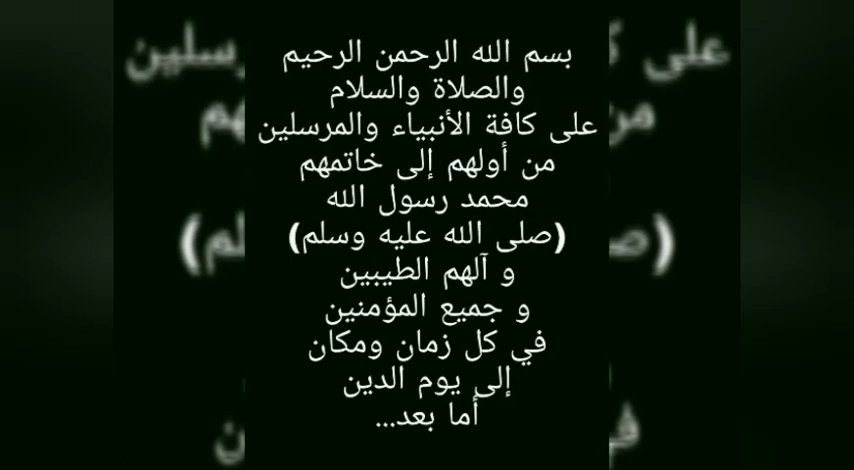 بسم الله الرحمن الرحيم
والصلاة والسلام
على كافة الأنبياء والمرسلين
من أولهم إلى خاتمهم
محمد رسول الله
(صلى الله عليه وسلم)
و آلهم الطيبين
و جميع المؤمنين
في كل زمان ومكان
إلى يوم الدين
أما بعد...